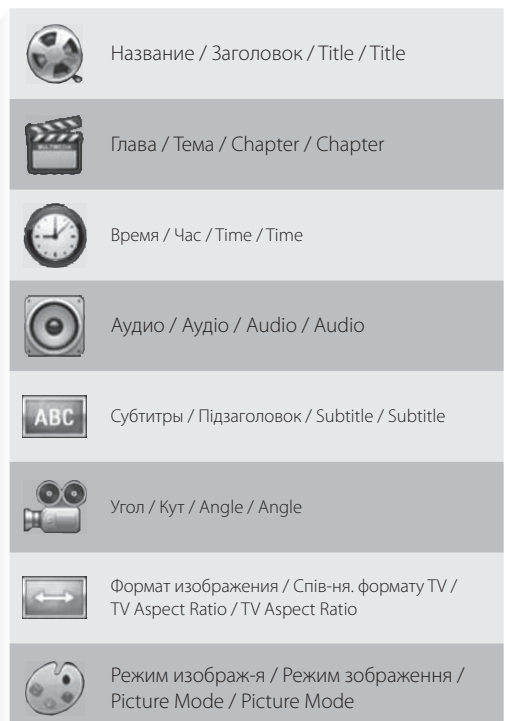 Название / Заголовок / Title / Title
MULTIMEDIA
Глава / Тема / Chapter / Chapter
Время / Час / Time / Time
Аудио / Аудіо / Audio / Audio
ABC
Субтитры / Підзаголовок / Subtitle / Subtitle
Угол / Кут / Angle / Angle
Формат изображения / Спів-ня. формату TV /
TV Aspect Ratio / TV Aspect Ratio
Режим изображ-я / Режим зображення /
Picture Mode / Picture Mode